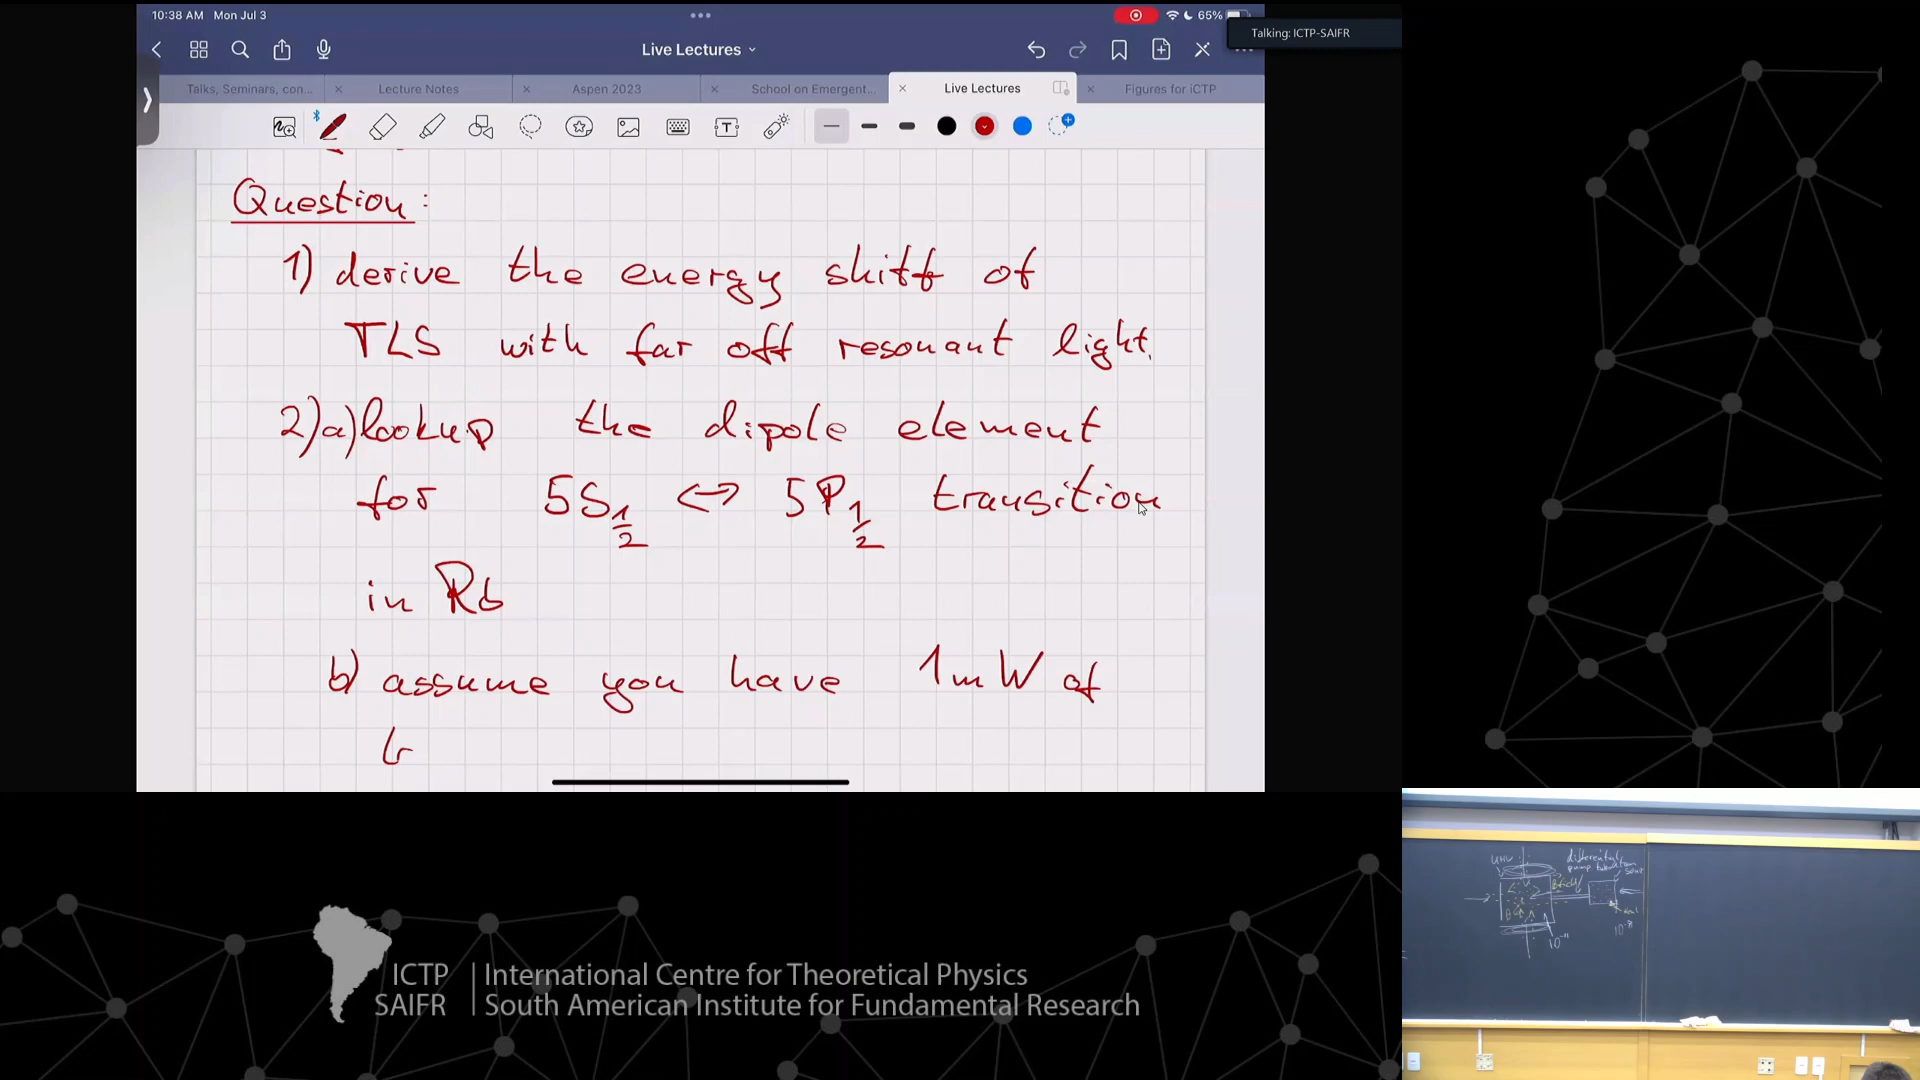 10:38 AM Mon Jul 3
65%
Talking: ICTP-SAIFR
Live Lectures
Talks, Seminars, con...
Lecture Notes
Aspen 2023
School on Emergent...
Live Lectures
Figures for iCTP
Question:
1) derive the energy shift of
TLS with far off resonant light.
2) a) lookup the dipole element
for 5S1/2 <-> 5P1/2 transition
in Rb
b) assume you have 1mW of
UHV
differential
pump
ICTP
SAIFR
International Centre for Theoretical Physics
South American Institute for Fundamental Research